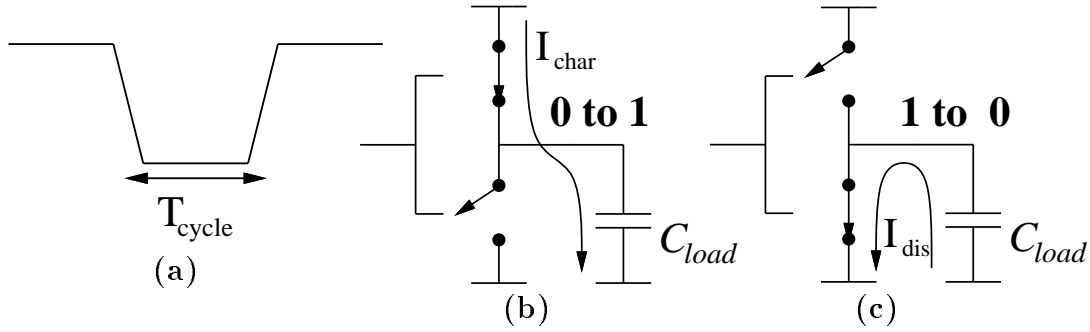 T_cycle
(a)
I_char
0 to 1
C_load
(b)
1 to 0
I_dis
C_load
(c)